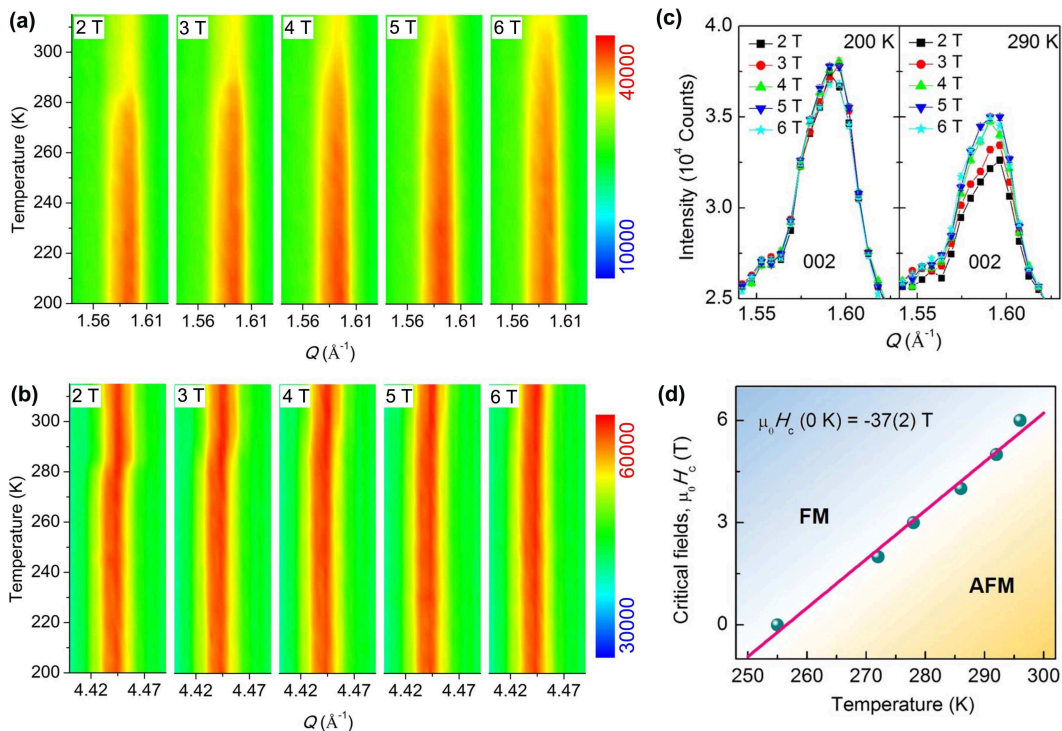 (a)
2 T
3 T
4 T
5 T
6 T
Temperature (K)
300
280
260
240
220
200
1.56 1.61
1.56 1.61
1.56 1.61
1.56 1.61
1.56 1.61
Q (Å⁻¹)
40000
10000
(b)
2 T
3 T
4 T
5 T
6 T
Temperature (K)
300
280
260
240
220
200
4.42 4.47
4.42 4.47
4.42 4.47
4.42 4.47
4.42 4.47
Q (Å⁻¹)
60000
30000
(c)
Intensity (10⁴ Counts)
4.0
3.5
3.0
2.5
2 T
3 T
4 T
5 T
6 T
200 K
002
2 T
3 T
4 T
5 T
6 T
290 K
002
1.55 1.60
1.55 1.60
Q (Å⁻¹)
(d)
Critical fields, μ₀Hc (T)
6
3
0
μ₀Hc (0 K) = -37(2) T
FM
AFM
250 260 270 280 290 300
Temperature (K)